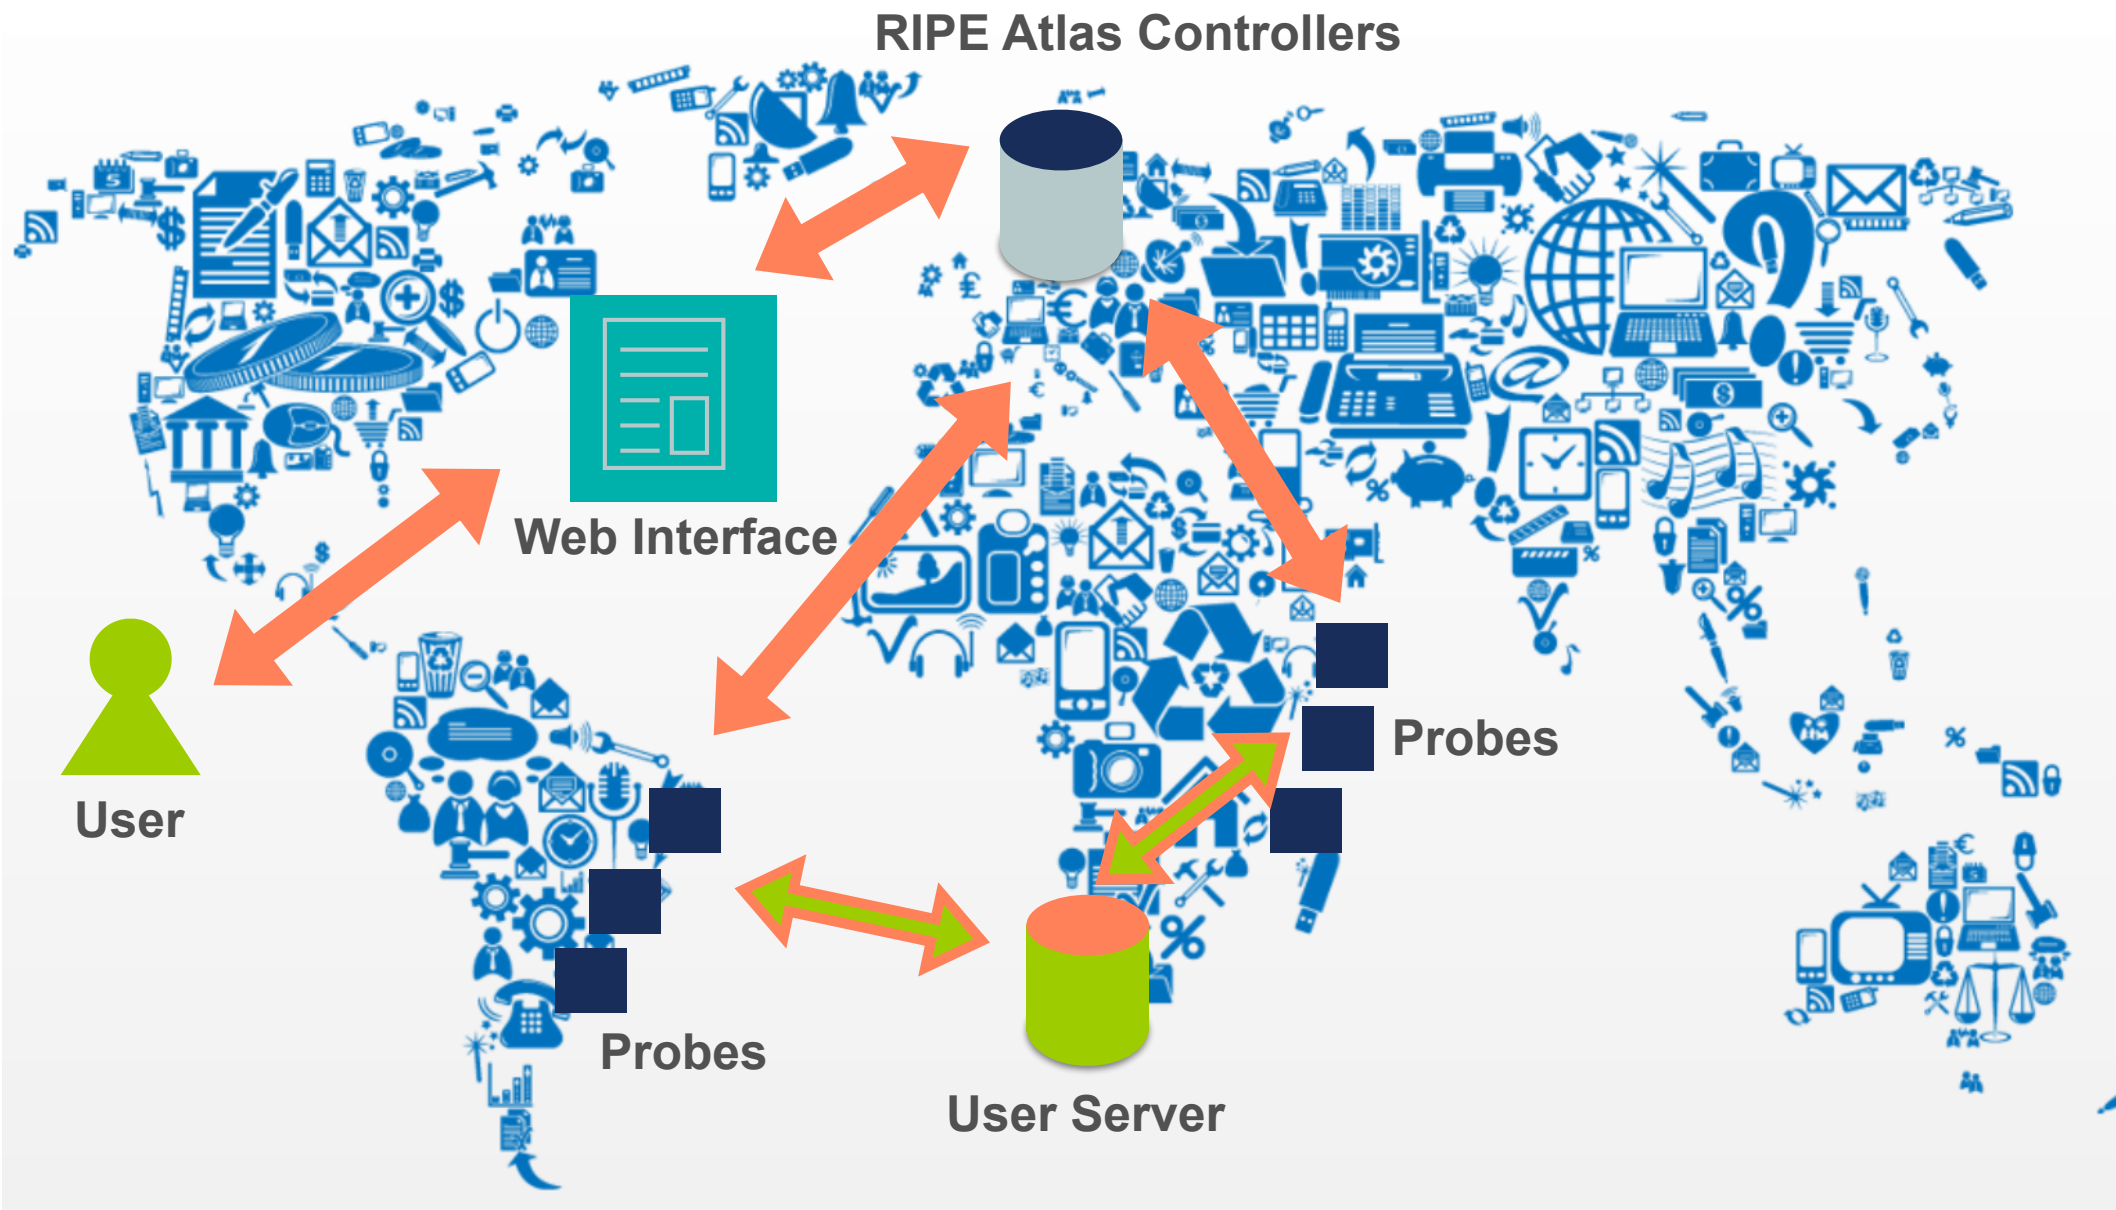 RIPE Atlas Controllers
Web Interface
User
Probes
Probes
User Server